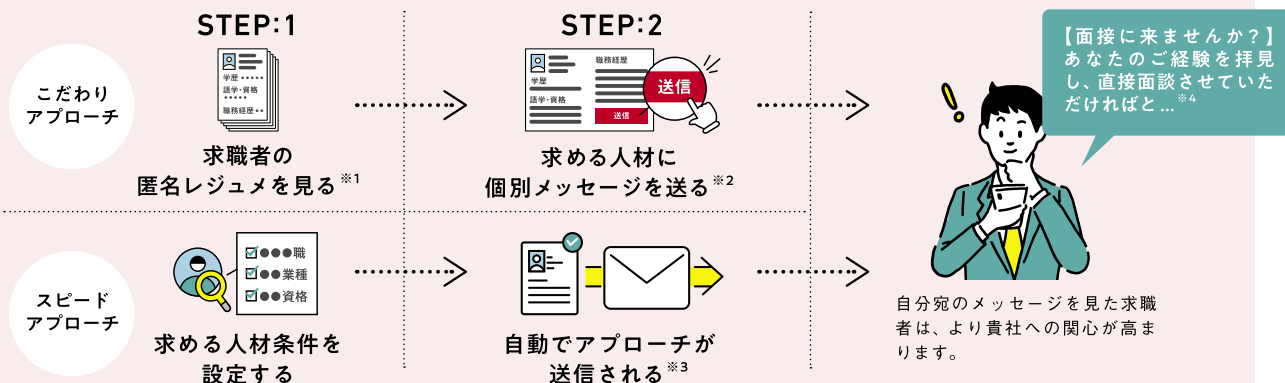 STEP:1
STEP:2
こだわり
アプローチ
学歴
語学・資格
職務経歴
求職者の
匿名レジュメを見る※1
学歴
語学・資格
職務経歴
送信
送信
求める人材に
個別メッセージを送る※2
【面接に来ませんか?】
あなたのご経験を拝見
し、直接面談させていた
だければと…※4
スピード
アプローチ
●●●職
●●業種
●●資格
求める人材条件を
設定する
自動でアプローチが
送信される※3
自分宛のメッセージを見た求職
者は、より貴社への関心が高ま
ります。